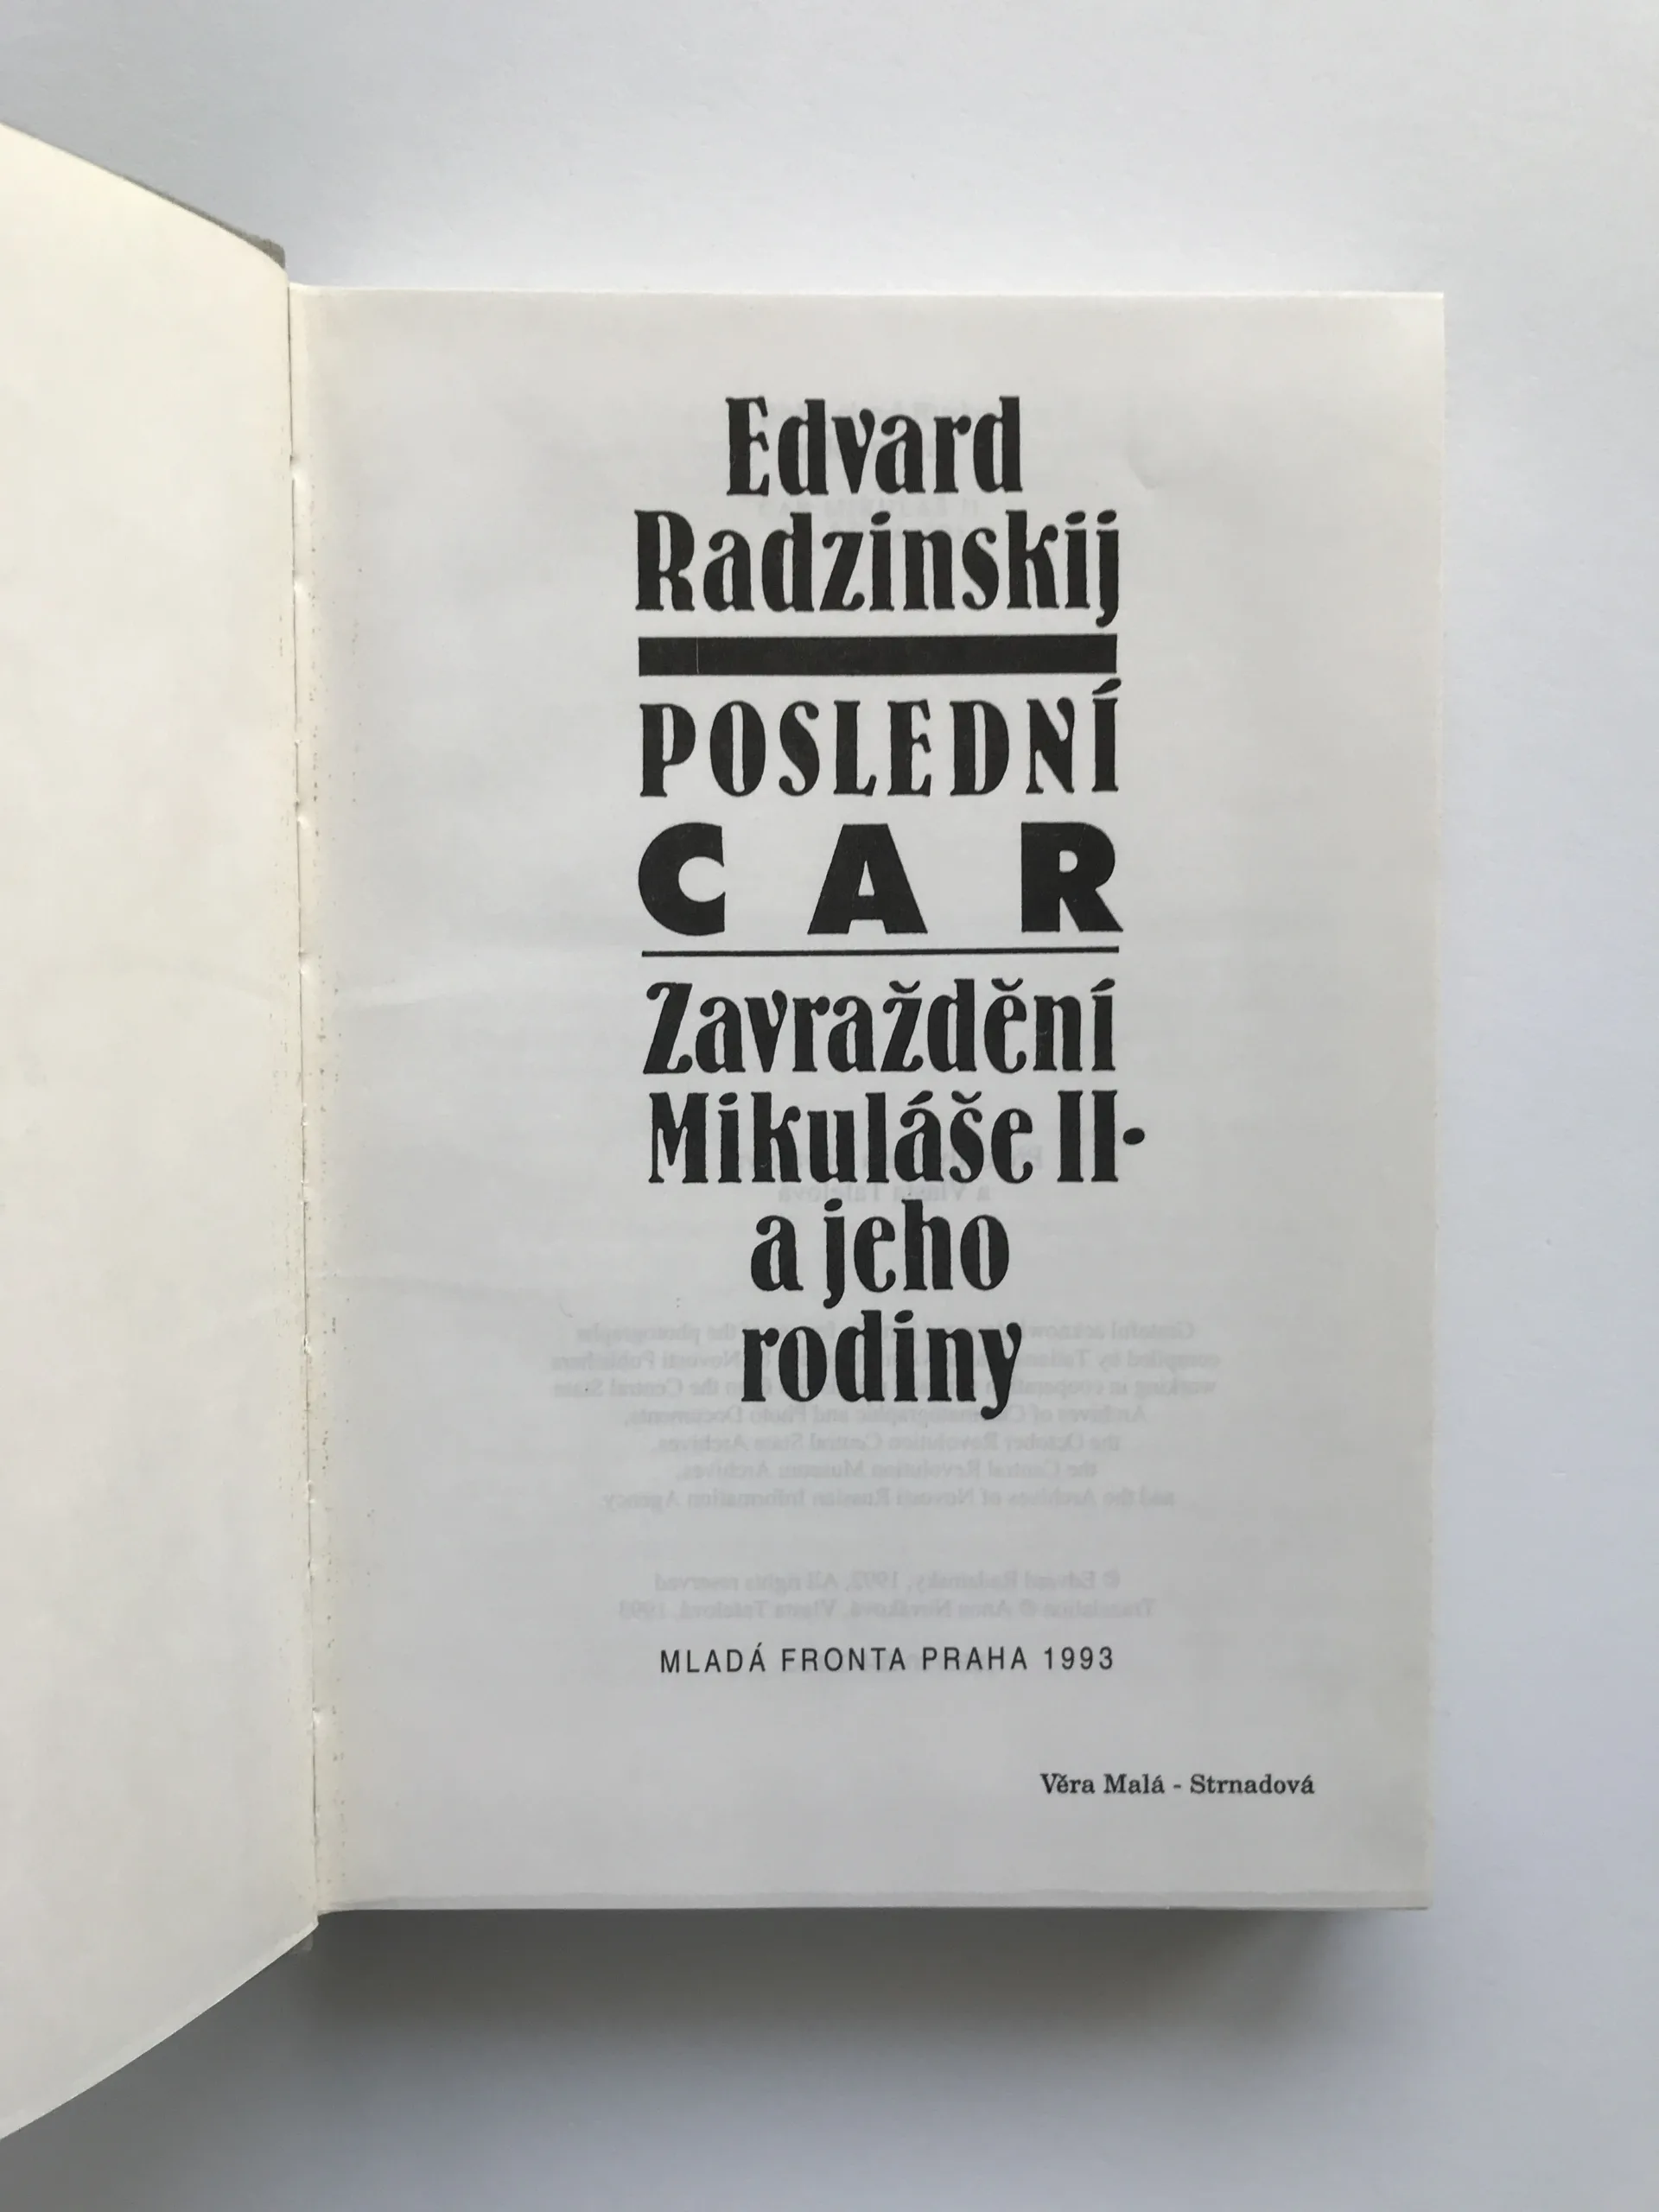 Edvard
Radzinskij
POSLEDNÍ
CAR
Zavraždění
Mikuláše II.
a jeho
rodiny
MLADÁ FRONTA PRAHA 1993
Věra Malá - Strnadová